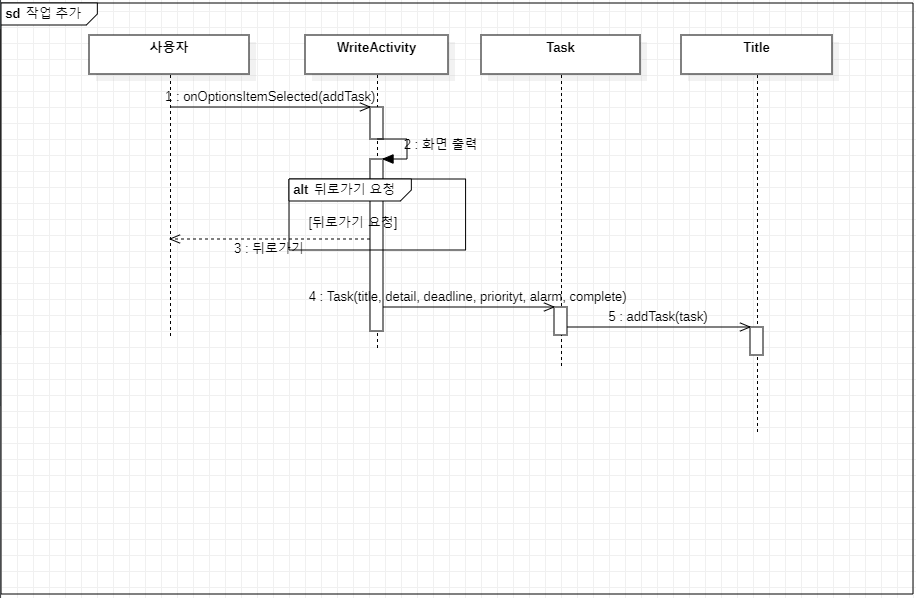 sd 작업 추가
사용자
WriteActivity
Task
Title
1 : onOptionsItemSelected(addTask)
2 : 화면 출력
alt 뒤로가기 요청
[뒤로가기 요청]
3 : 뒤로가기
4 : Task(title, detail, deadline, priorityt, alarm, complete)
5 : addTask(task)